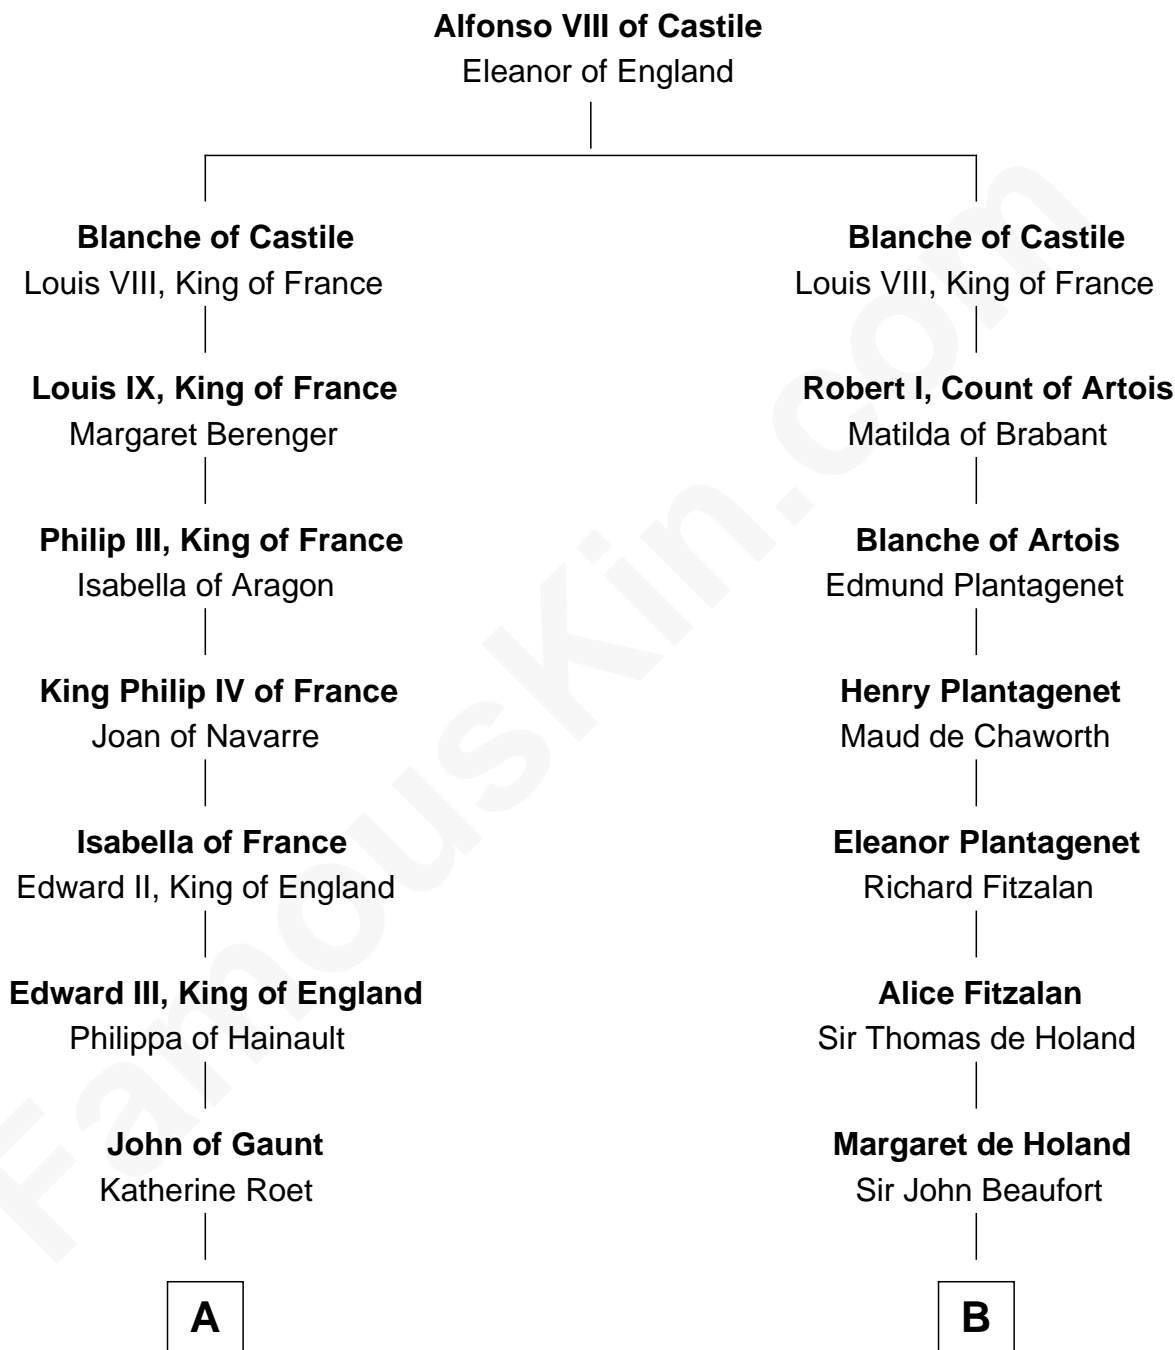 Alfonso VIII of Castile
Eleanor of England
Blanche of Castile
Louis VIII, King of France
Louis IX, King of France
Margaret Berenger
Philip III, King of France
Isabella of Aragon
King Philip IV of France
Joan of Navarre
Isabella of France
Edward II, King of England
Edward III, King of England
Philippa of Hainault
John of Gaunt
Katherine Roet
A
Blanche of Castile
Louis VIII, King of France
Robert I, Count of Artois
Matilda of Brabant
Blanche of Artois
Edmund Plantagenet
Henry Plantagenet
Maud de Chaworth
Eleanor Plantagenet
Richard Fitzalan
Alice Fitzalan
Sir Thomas de Holand
Margaret de Holand
Sir John Beaufort
B
FamousKin.com